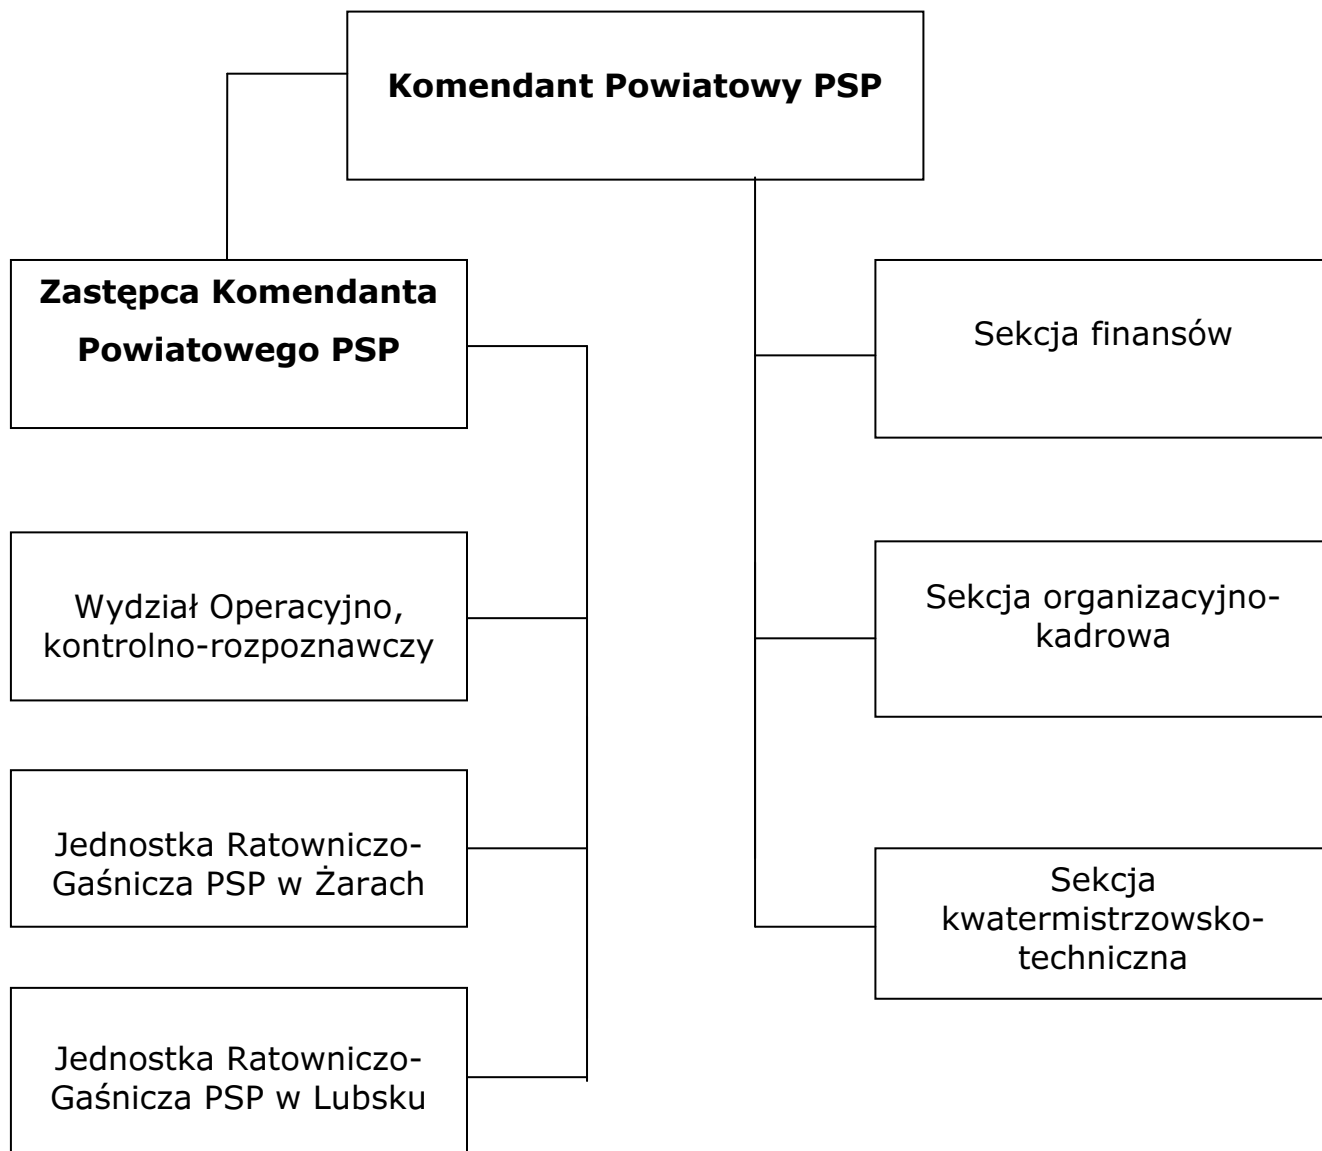 Komendant Powiatowy PSP
Zastępca Komendanta
Powiatowego PSP
Sekcja finansów
Wydział Operacyjno,
kontrolno-rozpoznawczy
Sekcja organizacyjno-
kadrowa
Jednostka Ratowniczo-
Gaśnicza PSP w Żarach
Sekcja
kwatermistrzowsko-
techniczna
Jednostka Ratowniczo-
Gaśnicza PSP w Lubsku